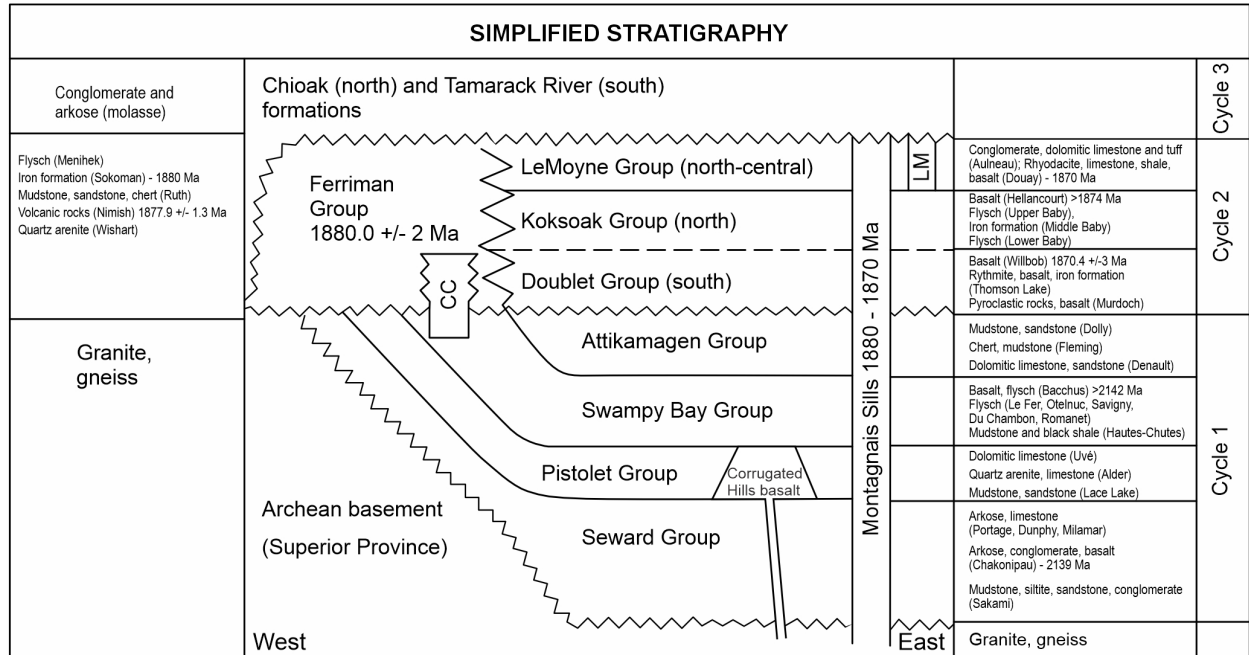 SIMPLIFIED STRATIGRAPHY
Conglomerate and
arkose (molasse)
Chioak (north) and Tamarack River (south)
formations
Cycle 3
Flysch (Menihek)
Iron formation (Sokoman) - 1880 Ma
Mudstone, sandstone, chert (Ruth)
Volcanic rocks (Nimish) 1877.9 +/- 1.3 Ma
Quartz arenite (Wishart)
Ferriman
Group
1880.0 +/- 2 Ma
CC
LeMoyne Group (north-central)
Koksoak Group (north)
Doublet Group (south)
LM
Conglomerate, dolomitic limestone and tuff
(Aulneau); Rhyodacite, limestone, shale,
basalt (Douay) - 1870 Ma
Basalt (Hellancourt) >1874 Ma
Flysch (Upper Baby),
Iron formation (Middle Baby)
Flysch (Lower Baby)
Basalt (Willbob) 1870.4 +/-3 Ma
Rythmite, basalt, iron formation
(Thomson Lake)
Pyroclastic rocks, basalt (Murdoch)
Cycle 2
Granite,
gneiss
Archean basement
(Superior Province)
Attikamagen Group
Swampy Bay Group
Pistolet Group
Corrugated
Hills basalt
Seward Group
Montagnais Sills 1880 - 1870 Ma
Mudstone, sandstone (Dolly)
Chert, mudstone (Fleming)
Dolomitic limestone, sandstone (Denault)
Basalt, flysch (Bacchus) >2142 Ma
Flysch (Le Fer, Otelnuc, Savigny,
Du Chambon, Romanet)
Mudstone and black shale (Hautes-Chutes)
Dolomitic limestone (Uvé)
Quartz arenite, limestone (Alder)
Mudstone, sandstone (Lace Lake)
Arkose, limestone
(Portage, Dunphy, Milamar)
Arkose, conglomerate, basalt
(Chakonipau) - 2139 Ma
Mudstone, siltite, sandstone, conglomerate
(Sakami)
Cycle 1
West
East
Granite, gneiss